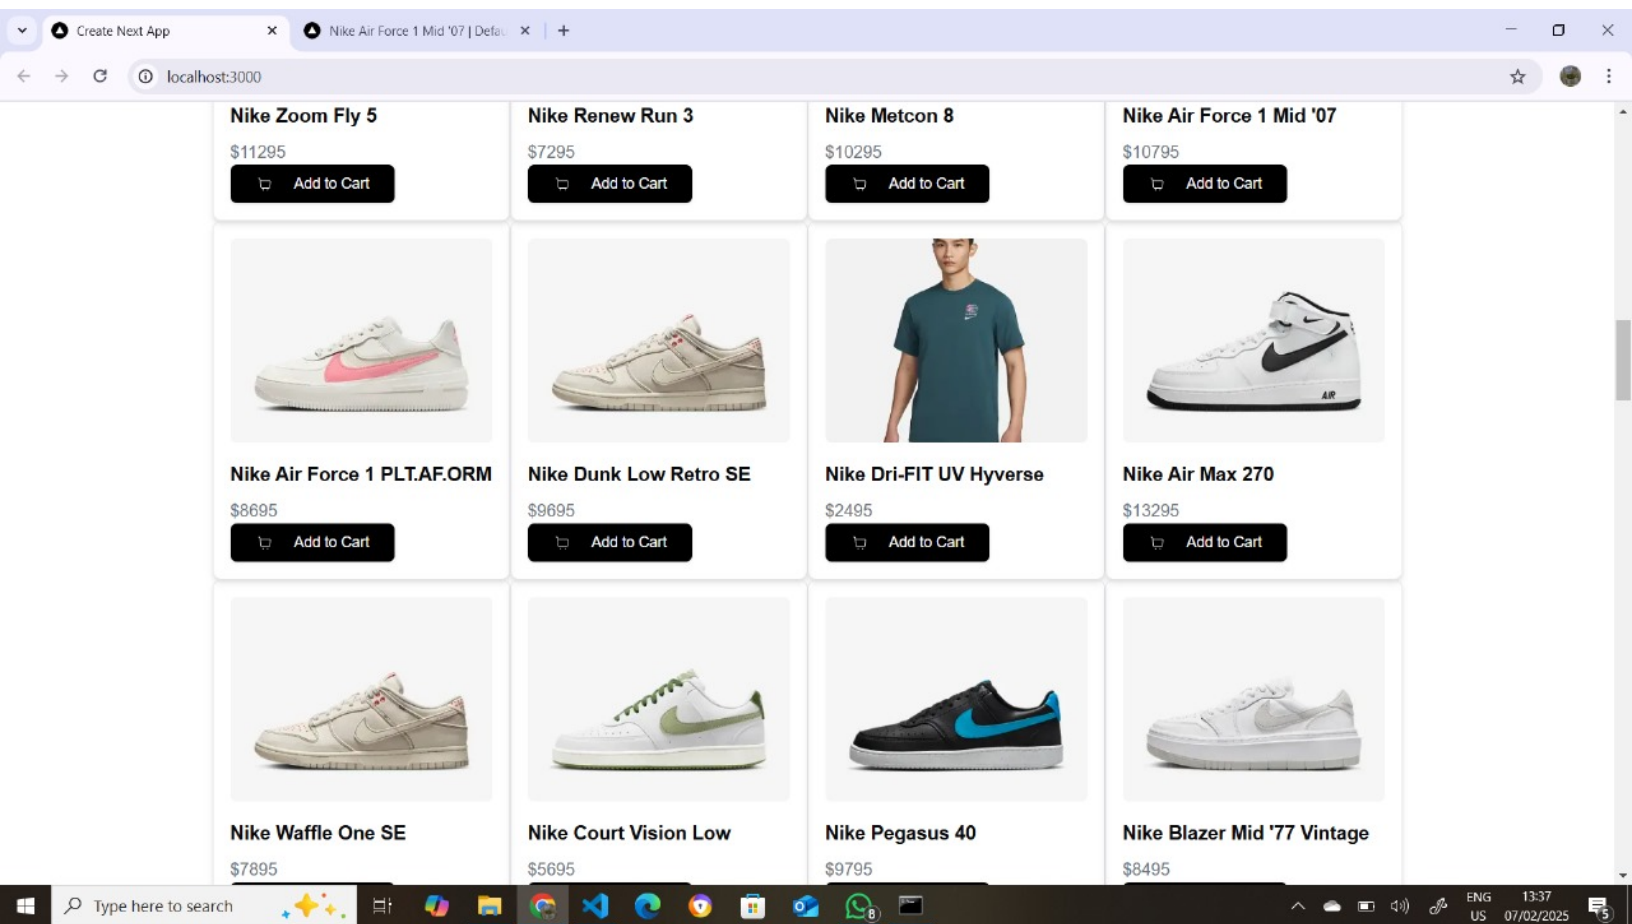 Create Next App
Nike Air Force 1 Mid '07 | Defau
localhost:3000
Nike Zoom Fly 5
Nike Renew Run 3
Nike Metcon 8
Nike Air Force 1 Mid '07
$11295
$7295
$10295
$10795
Add to Cart
Add to Cart
Add to Cart
Add to Cart
AIR
Nike Air Force 1 PLT.AF.ORM
Nike Dunk Low Retro SE
Nike Dri-FIT UV Hyverse
Nike Air Max 270
$8695
$9695
$2495
$13295
Add to Cart
Add to Cart
Add to Cart
Add to Cart
Nike Waffle One SE
Nike Court Vision Low
Nike Pegasus 40
Nike Blazer Mid '77 Vintage
$7895
$5695
$9795
$8495
Type here to search
8
ENG
US
13:37
07/02/2025
5